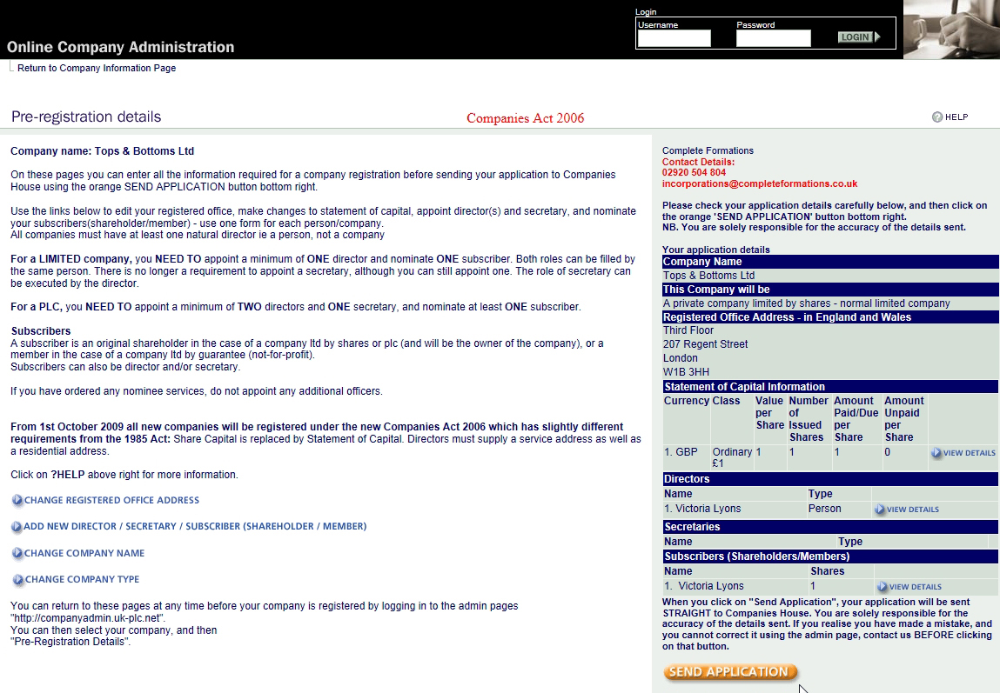 Login
Username
Password
LOGIN
Online Company Administration
Return to Company Information Page
Pre-registration details
Companies Act 2006
? HELP
Company name: Tops & Bottoms Ltd
On these pages you can enter all the information required for a company registration before sending your application to Companies
House using the orange SEND APPLICATION button bottom right.
Use the links below to edit your registered office, make changes to statement of capital, appoint director(s) and secretary, and nominate
your subscribers(shareholder/member) - use one form for each person/company.
All companies must have at least one natural director ie a person, not a company
For a LIMITED company, you NEED TO appoint a minimum of ONE director and nominate ONE subscriber. Both roles can be filled by
the same person. There is no longer a requirement to appoint a secretary, although you can still appoint one. The role of secretary can
be executed by the director.
For a PLC, you NEED TO appoint a minimum of TWO directors and ONE secretary, and nominate at least ONE subscriber.
Subscribers
A subscriber is an original shareholder in the case of a company ltd by shares or plc (and will be the owner of the company), or a
member in the case of a company ltd by guarantee (not-for-profit).
Subscribers can also be director and/or secretary.
If you have ordered any nominee services, do not appoint any additional officers.
From 1st October 2009 all new companies will be registered under the new Companies Act 2006 which has slightly different
requirements from the 1985 Act: Share Capital is replaced by Statement of Capital. Directors must supply a service address as well as
a residential address.
Click on ?HELP above right for more information.
CHANGE REGISTERED OFFICE ADDRESS
ADD NEW DIRECTOR / SECRETARY / SUBSCRIBER (SHAREHOLDER / MEMBER)
CHANGE COMPANY NAME
CHANGE COMPANY TYPE
You can return to these pages at any time before your company is registered by logging in to the admin pages
"http://companyadmin.uk-plc.net".
You can then select your company, and then
"Pre-Registration Details".
Complete Formations
Contact Details:
02920 504 804
incorporations@completeformations.co.uk
Please check your application details carefully below, and then click on
the orange 'SEND APPLICATION' button bottom right.
NB. You are solely responsible for the accuracy of the details sent.
Your application details
Company Name
Tops & Bottoms Ltd
This Company will be
A private company limited by shares - normal limited company
Registered Office Address - in England and Wales
Third Floor
207 Regent Street
London
W1B 3HH
Statement of Capital Information
Currency Class Value Number Amount Amount
per of Paid/Due Unpaid
Share Issued per per
Shares Share Share
1. GBP Ordinary 1 1 1 0 VIEW DETAILS
£1
Directors
Name Type
1. Victoria Lyons Person VIEW DETAILS
Secretaries
Name Type
Subscribers (Shareholders/Members)
Name Shares
1. Victoria Lyons 1 VIEW DETAILS
When you click on "Send Application", your application will be sent
STRAIGHT to Companies House. You are solely responsible for the
accuracy of the details sent. If you realise you have made a mistake, and
you cannot correct it using the admin page, contact us BEFORE clicking
on that button.
SEND APPLICATION